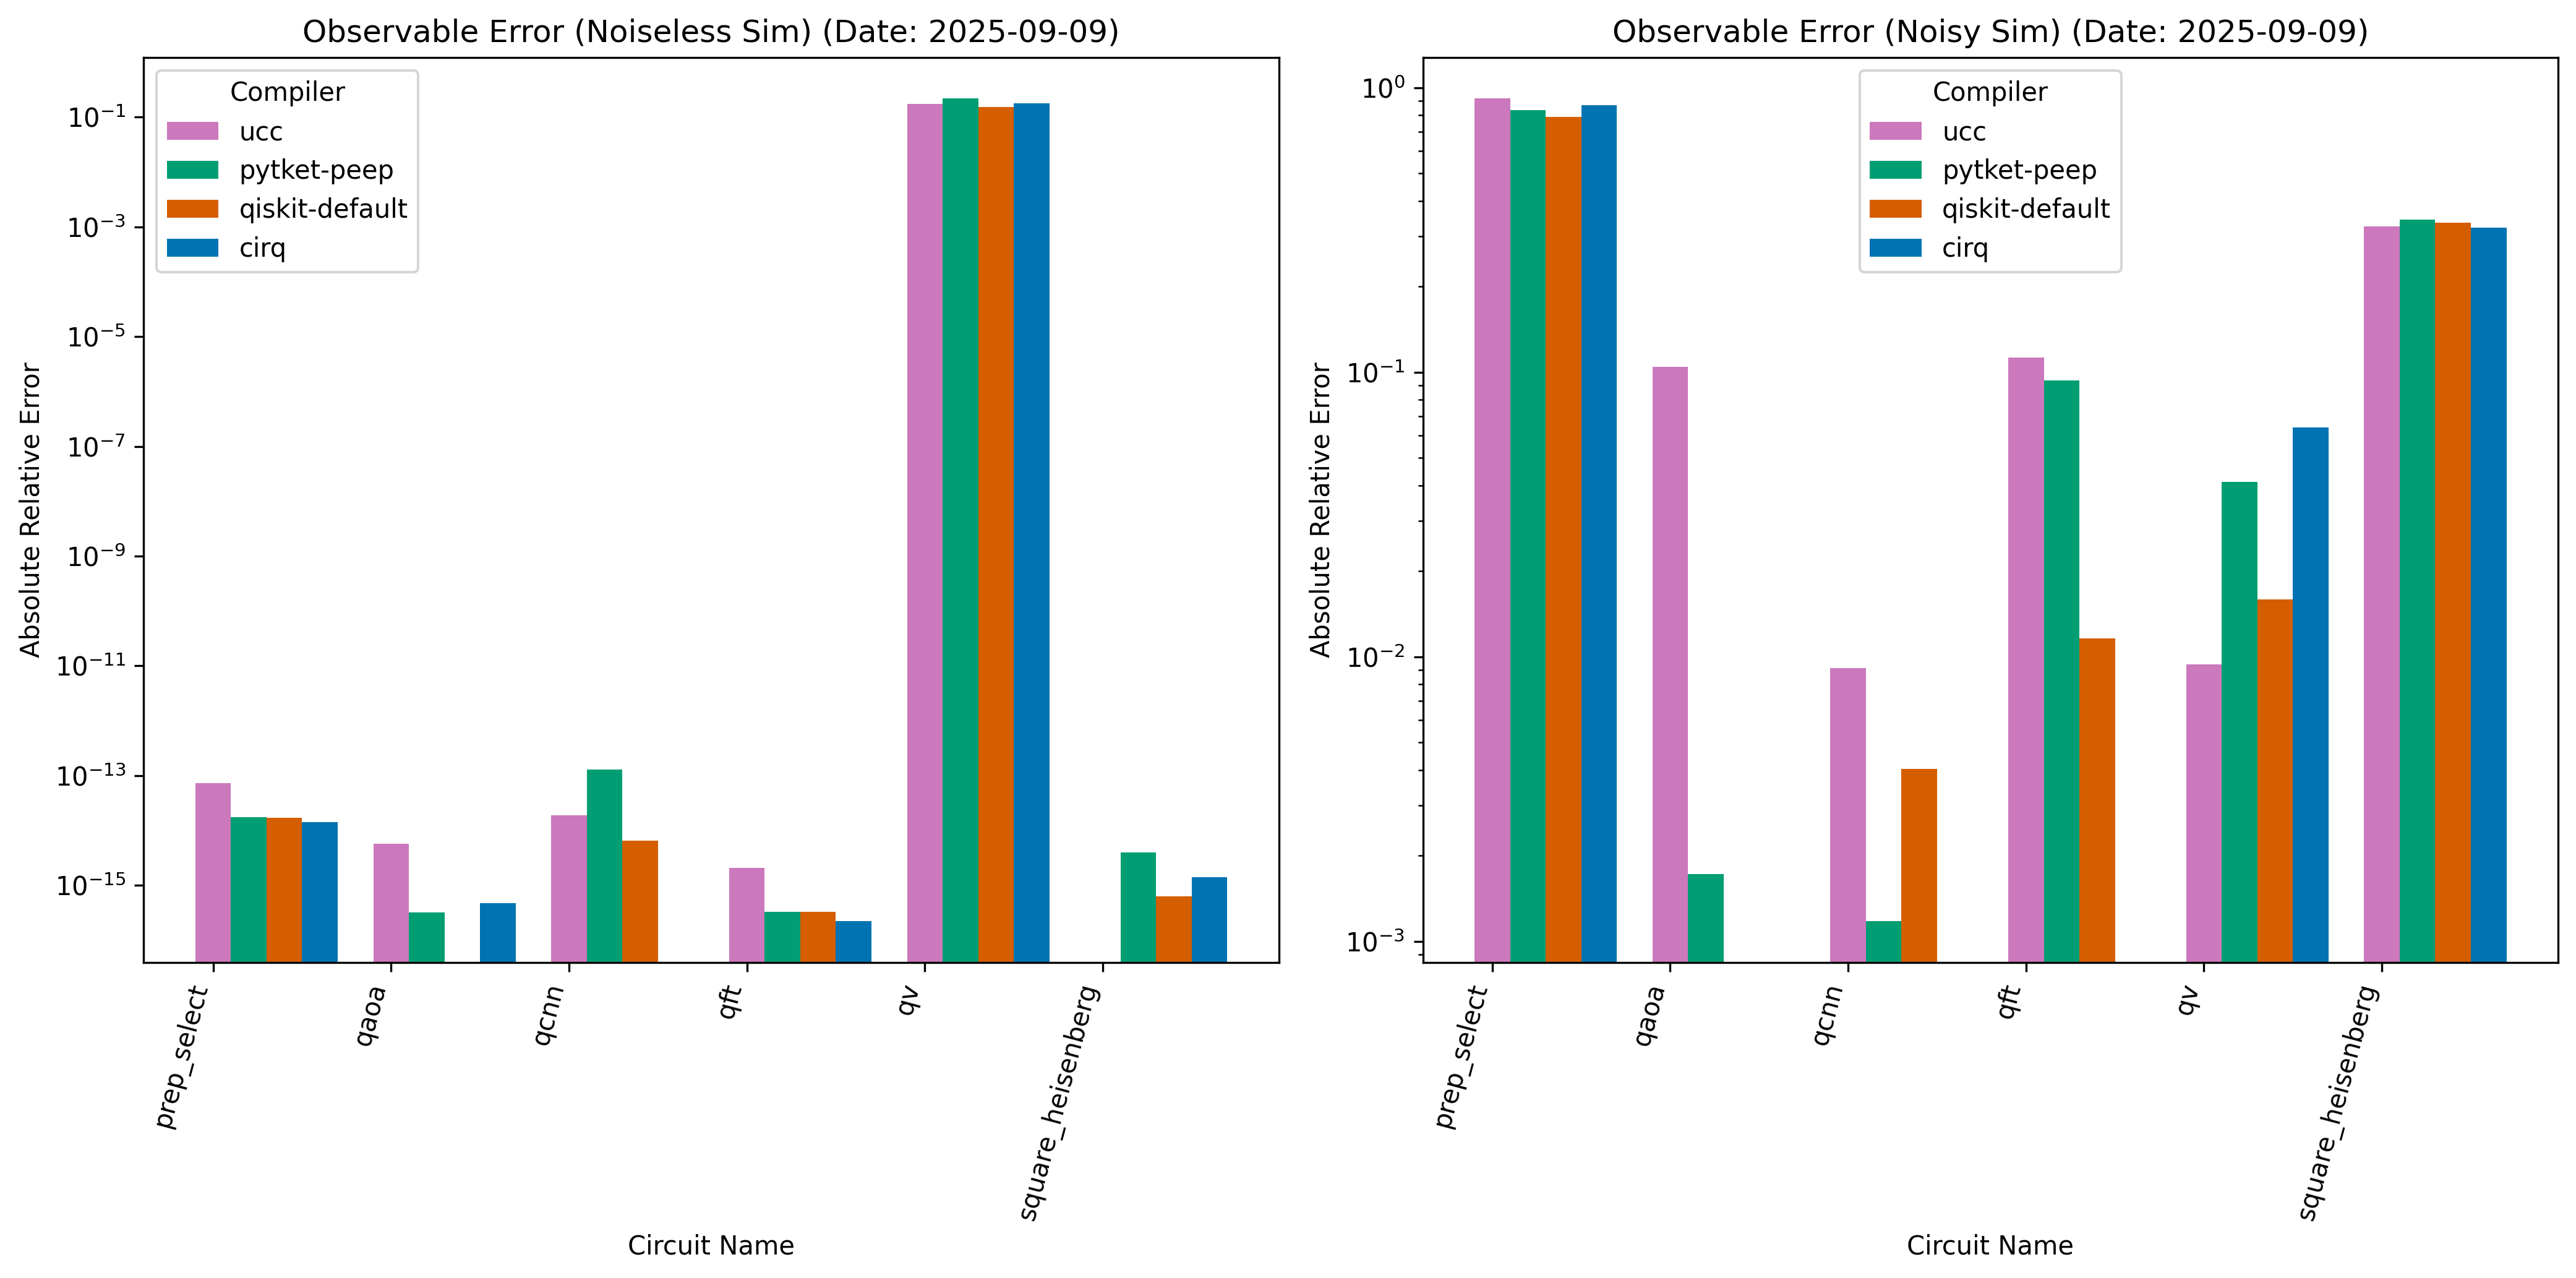 Observable Error (Noiseless Sim) (Date: 2025-09-09)
Absolute Relative Error
10⁻¹
10⁻³
10⁻⁵
10⁻⁷
10⁻⁹
10⁻¹¹
10⁻¹³
10⁻¹⁵
Compiler
ucc
pytket-peep
qiskit-default
cirq
prep_select
qaoa
qcnn
qft
qv
square_heisenberg
Circuit Name
Observable Error (Noisy Sim) (Date: 2025-09-09)
Absolute Relative Error
10⁰
10⁻¹
10⁻²
10⁻³
Compiler
ucc
pytket-peep
qiskit-default
cirq
prep_select
qaoa
qcnn
qft
qv
square_heisenberg
Circuit Name